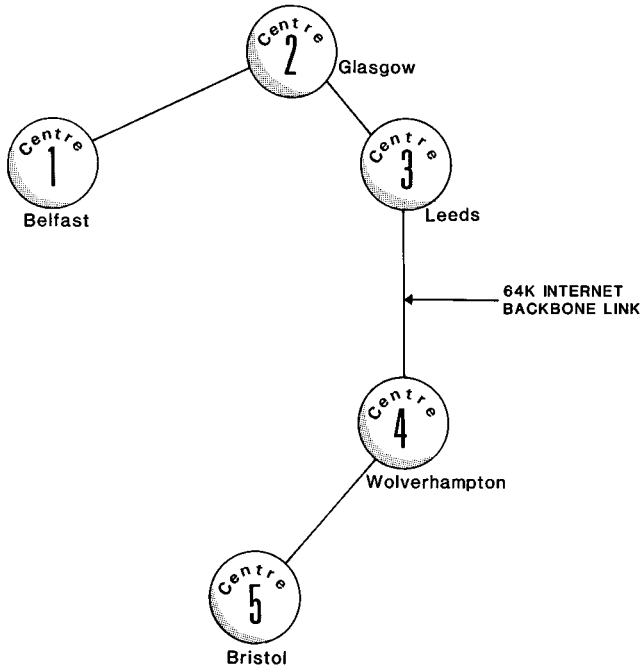 Centre
2
Glasgow
Centre
1
Belfast
Centre
3
Leeds
64K INTERNET
BACKBONE LINK
Centre
4
Wolverhampton
Centre
5
Bristol